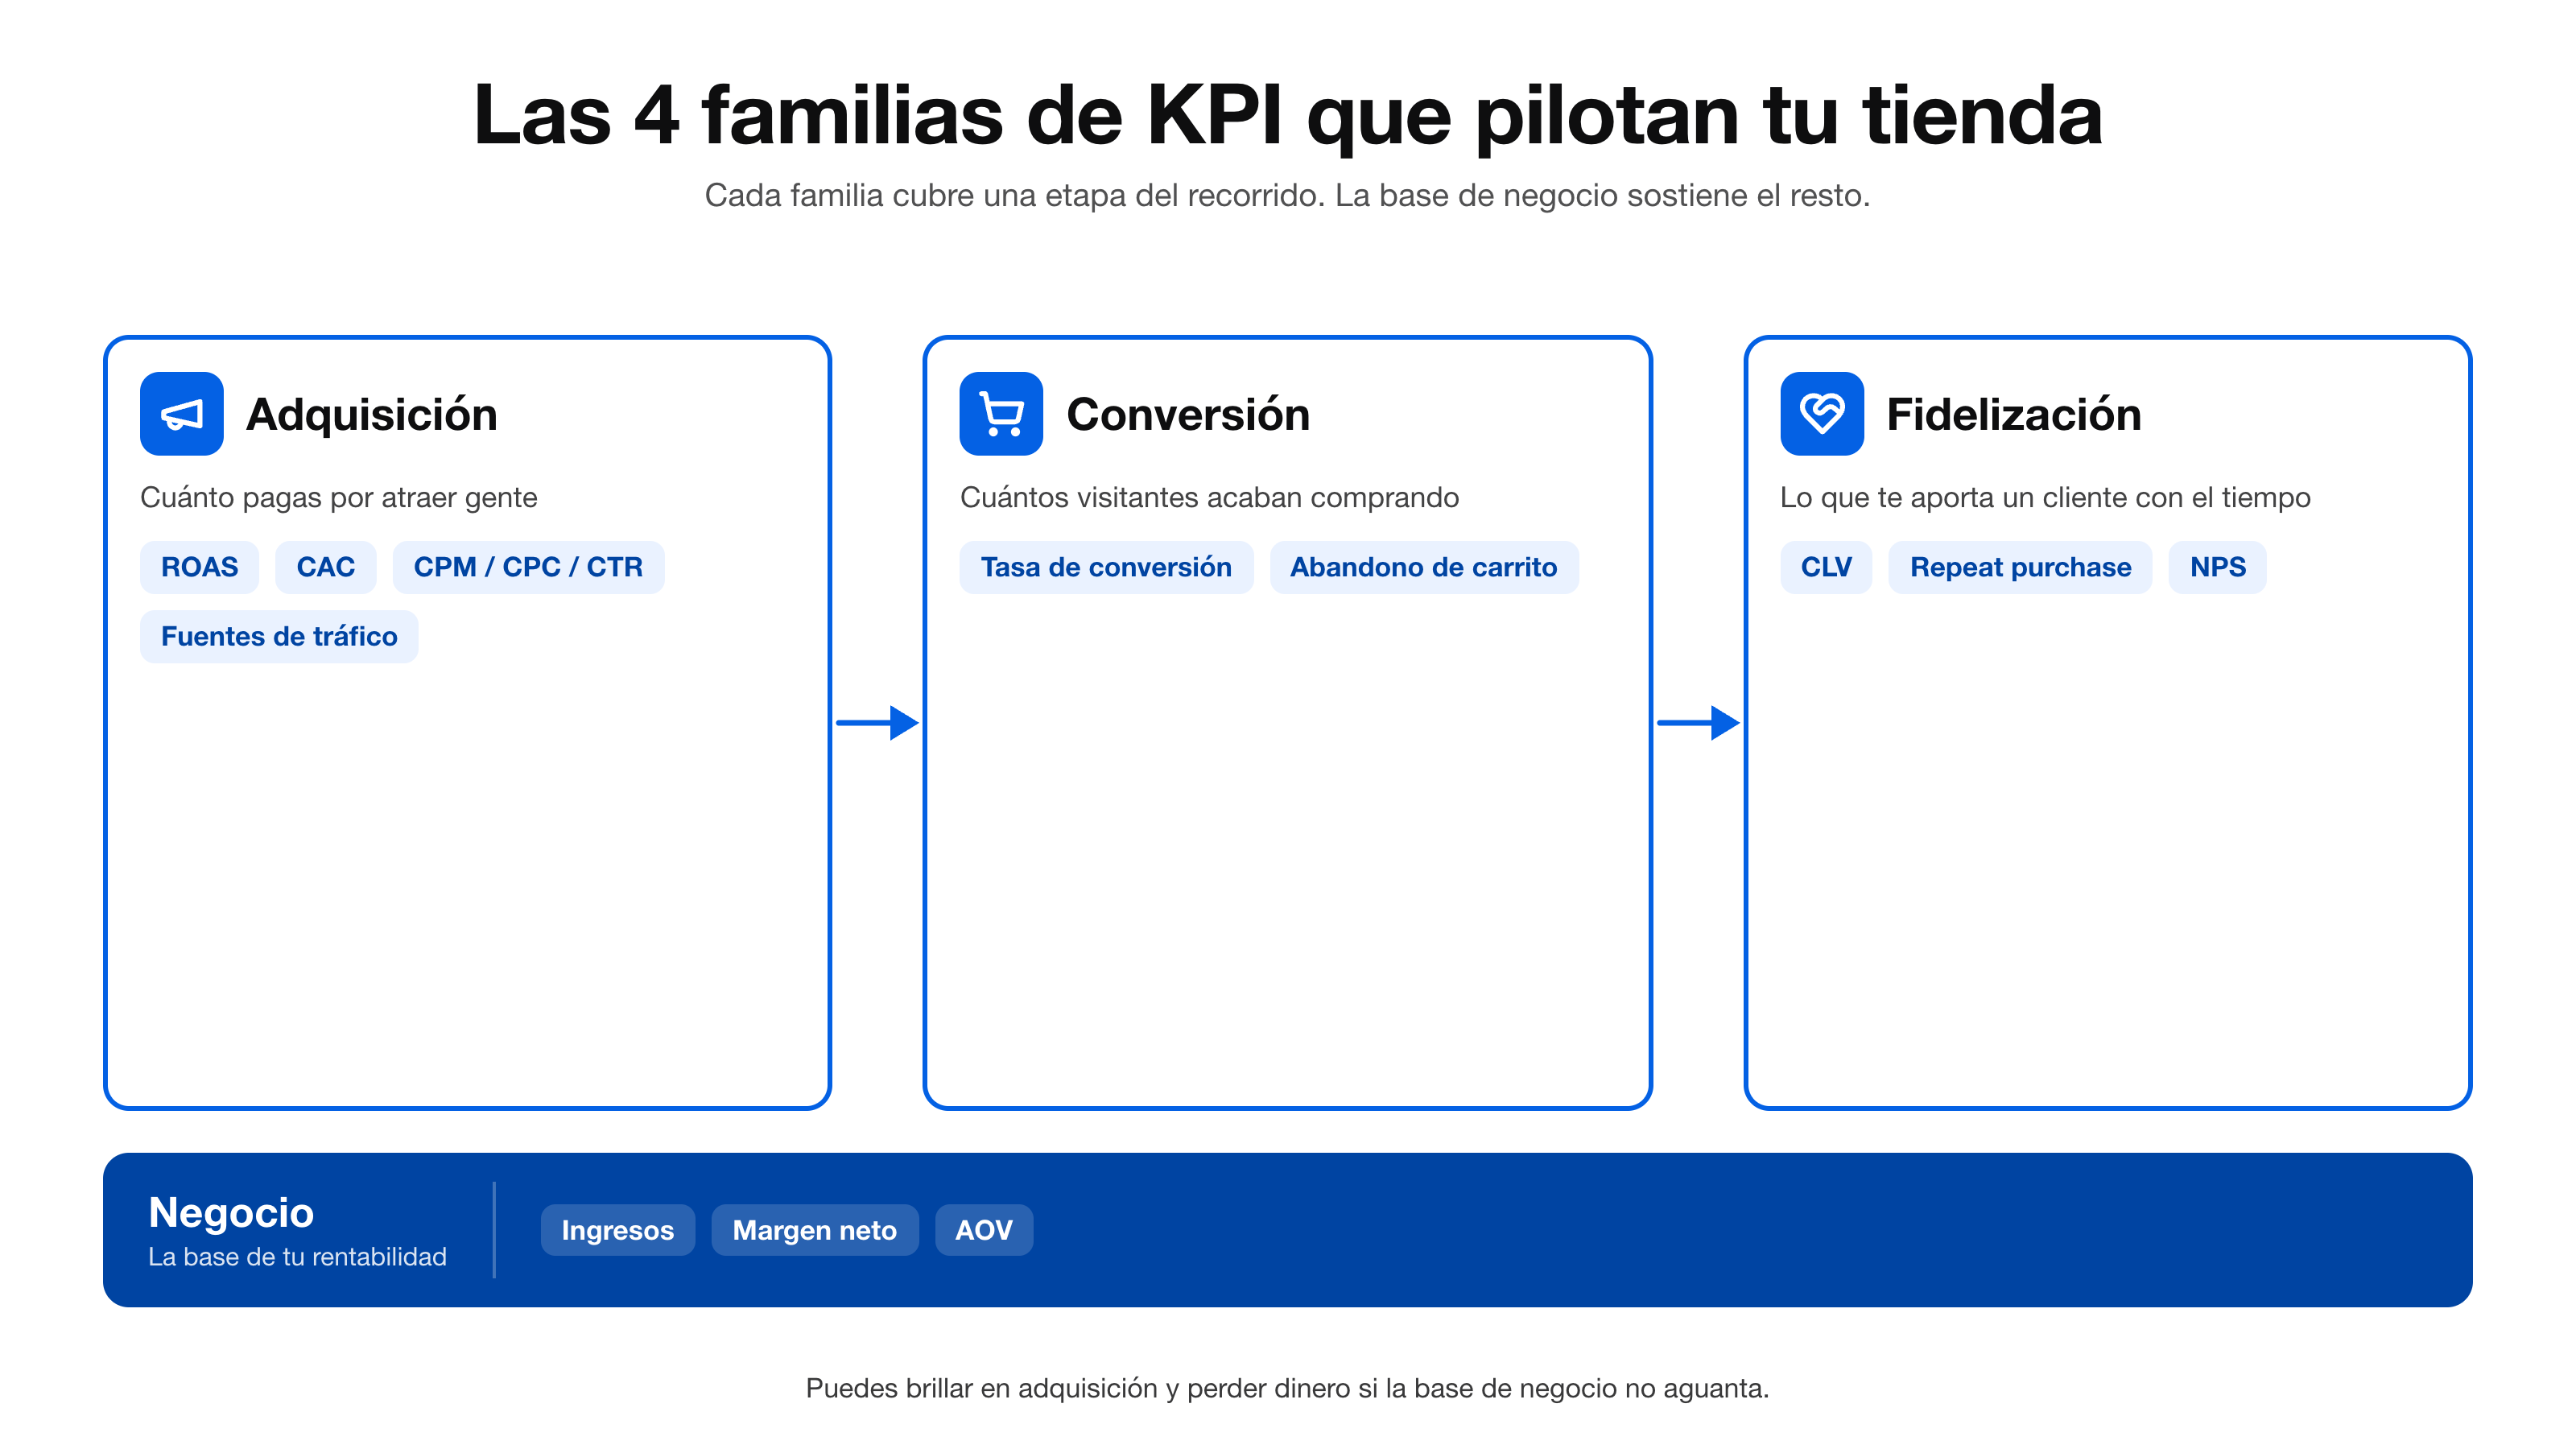 Las 4 familias de KPI que pilotan tu tienda
Cada familia cubre una etapa del recorrido. La base de negocio sostiene el resto.
Adquisición
Cuánto pagas por atraer gente
ROAS
CAC
CPM / CPC / CTR
Fuentes de tráfico
Conversión
Cuántos visitantes acaban comprando
Tasa de conversión
Abandono de carrito
Fidelización
Lo que te aporta un cliente con el tiempo
CLV
Repeat purchase
NPS
Negocio
La base de tu rentabilidad
Ingresos
Margen neto
AOV
Puedes brillar en adquisición y perder dinero si la base de negocio no aguanta.